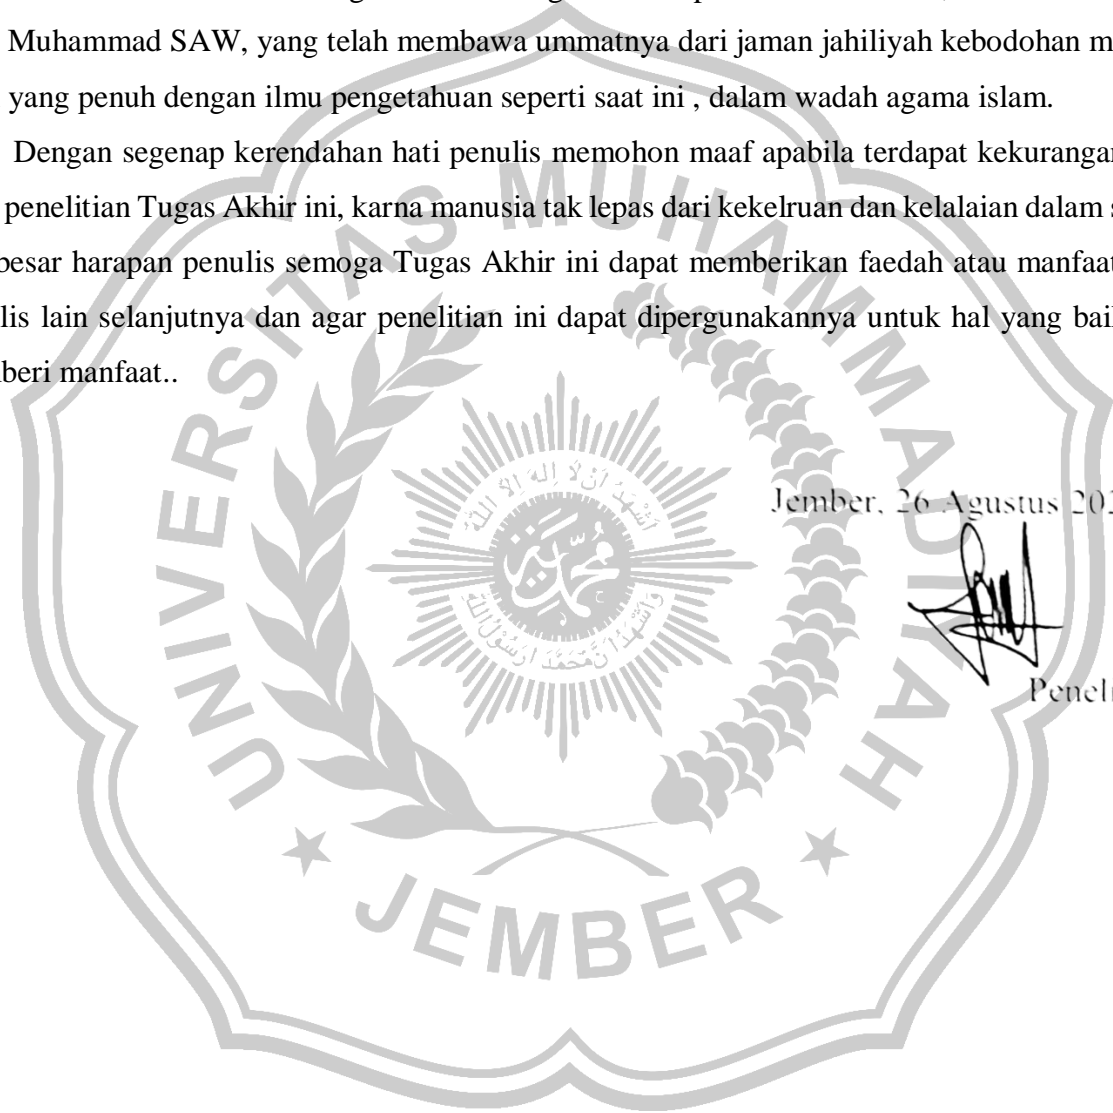 Muhammad SAW, yang telah membawa ummatnya dari jaman jahiliyah kebodohan
yang penuh dengan ilmu pengetahuan seperti saat ini , dalam wadah agama islam.
Dengan segenap kerendahan hati penulis memohon maaf apabila terdapat kekurangan
penelitian Tugas Akhir ini, karna manusia tak lepas dari kekelruan dan kelalaian dalam
besar harapan penulis semoga Tugas Akhir ini dapat memberikan faedah atau manfaat
lis lain selanjutnya dan agar penelitian ini dapat dipergunakannya untuk hal yang baik
beri manfaat..
Jember, 26 Agustus 202
Penel
UNIVERSITAS MUHAMMADIYAH
JEMBER